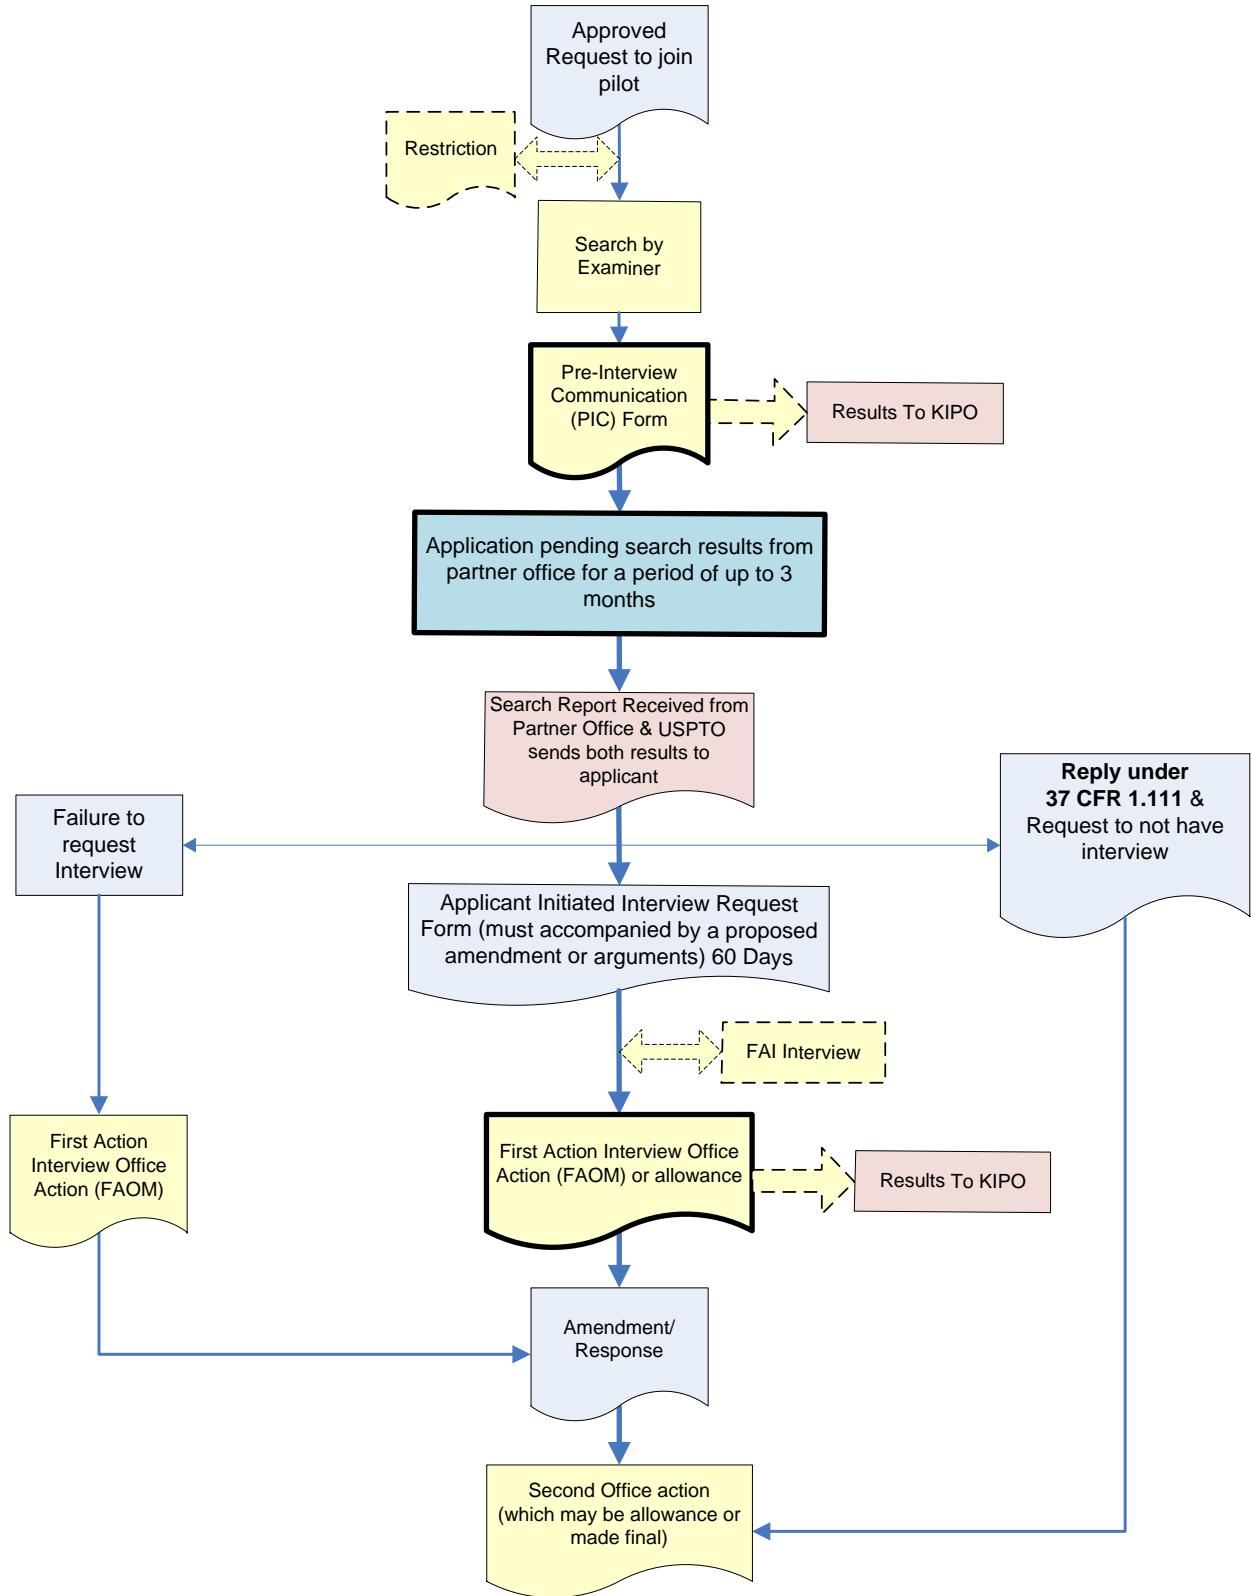 Approved
Request to join
pilot
Restriction
Search by
Examiner
Pre-Interview
Communication
(PIC) Form
Results To KIPO
Application pending search results from
partner office for a period of up to 3
months
Search Report Received from
Partner Office & USPTO
sends both results to
applicant
Failure to
request
Interview
Reply under
37 CFR 1.111 &
Request to not have
interview
Applicant Initiated Interview Request
Form (must accompanied by a proposed
amendment or arguments) 60 Days
FAI Interview
First Action
Interview Office
Action (FAOM)
First Action Interview Office
Action (FAOM) or allowance
Results To KIPO
Amendment/
Response
Second Office action
(which may be allowance or
made final)